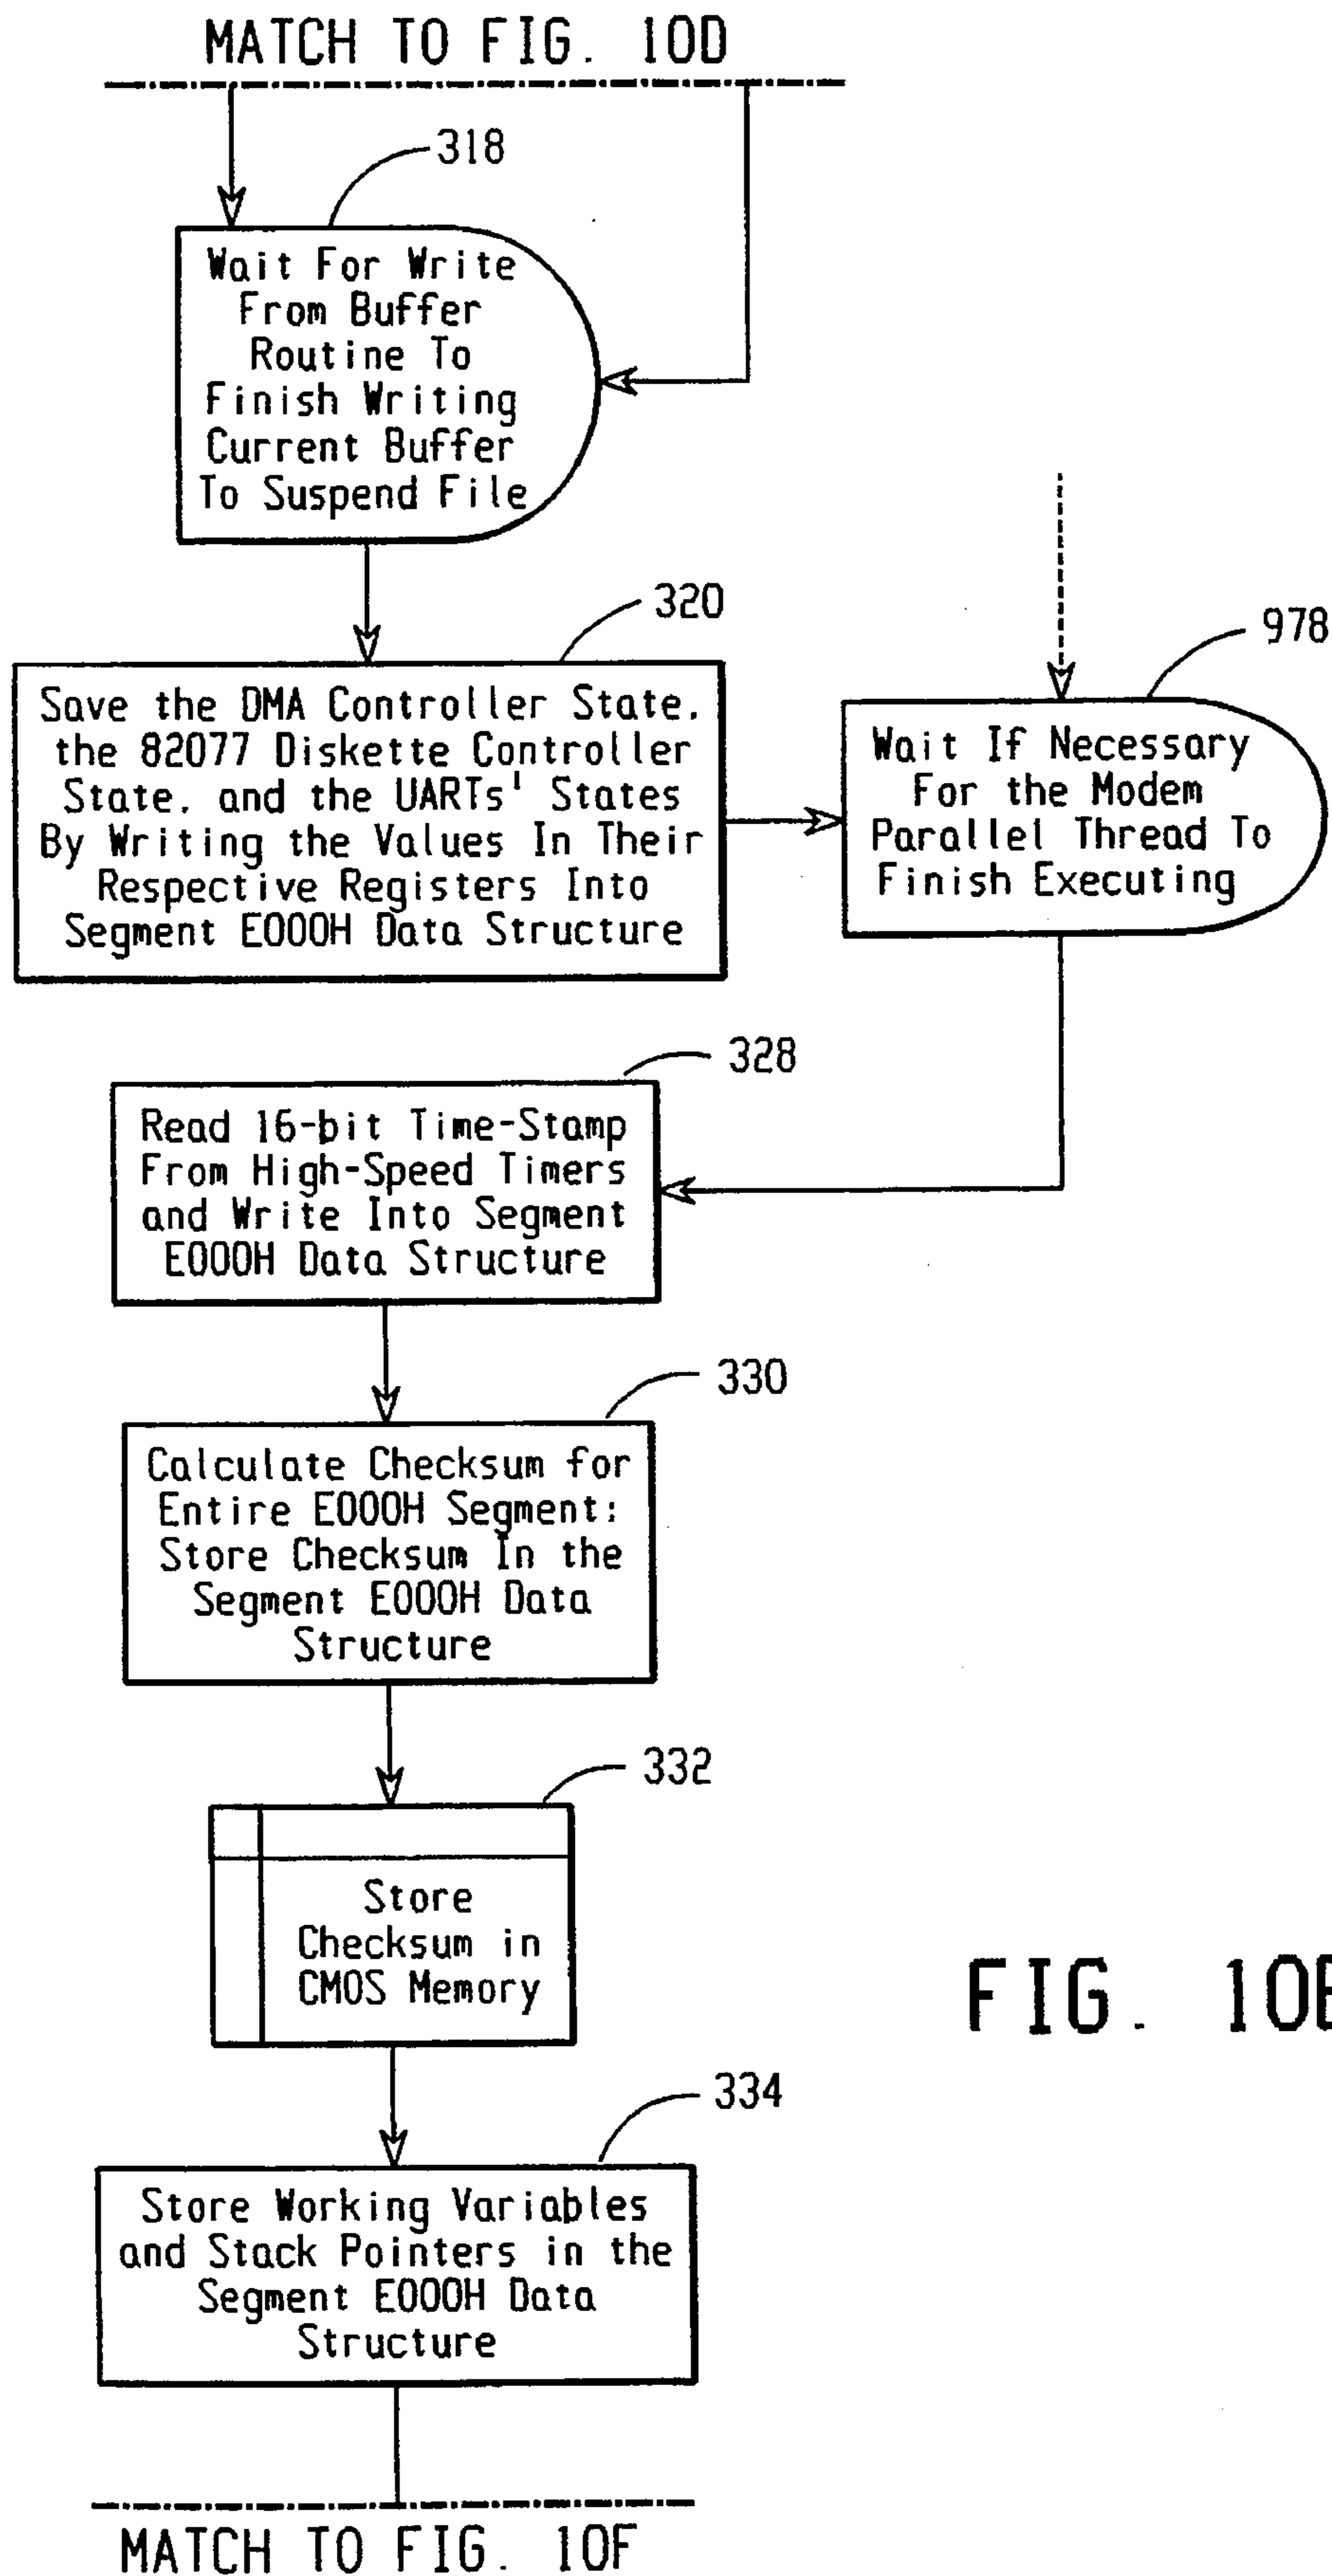 MATCH TO FIG. 10D
318
Wait For Write
From Buffer
Routine To
Finish Writing
Current Buffer
To Suspend File
320
978
Save the DMA Controller State,
the 82077 Diskette Controller
State, and the UARTs' States
By Writing the Values In Their
Respective Registers Into
Segment E000H Data Structure
Wait If Necessary
For the Modem
Parallel Thread To
Finish Executing
328
Read 16-bit Time-Stamp
From High-Speed Timers
and Write Into Segment
E000H Data Structure
330
Calculate Checksum for
Entire E000H Segment;
Store Checksum In the
Segment E000H Data
Structure
332
Store
Checksum in
CMOS Memory
FIG.
334
Store Working Variables
and Stack Pointers in the
Segment E000H Data
Structure
MATCH TO FIG. 10F